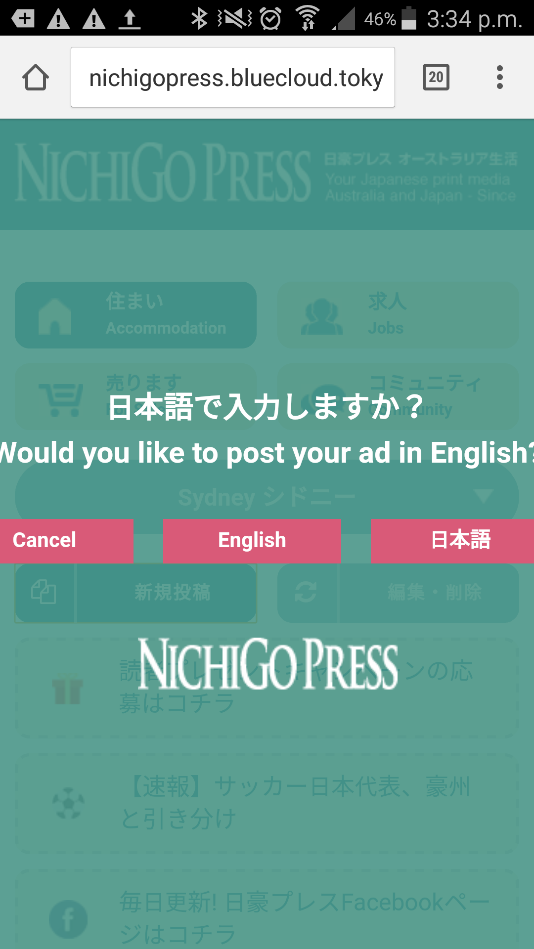 46% 3:34 p.m.
nichigopress.bluecloud.toky
20
NICHIGO PRESS
日豪プレス オーストラリア生活
Your Japanese print media
Australia and Japan - Since
住まい
Accommodation
求人
Jobs
売ります
コミュニティ
日本語で入力しますか？
Would you like to post your ad in English?
Sydney シドニー
Cancel
English
日本語
新規投稿
編集・削除
NICHIGO PRESS
ンの応
募はコチラ
【速報】サッカー日本代表、豪州
と引き分け
毎日更新! 日豪プレスFacebookペー
ジはコチラ